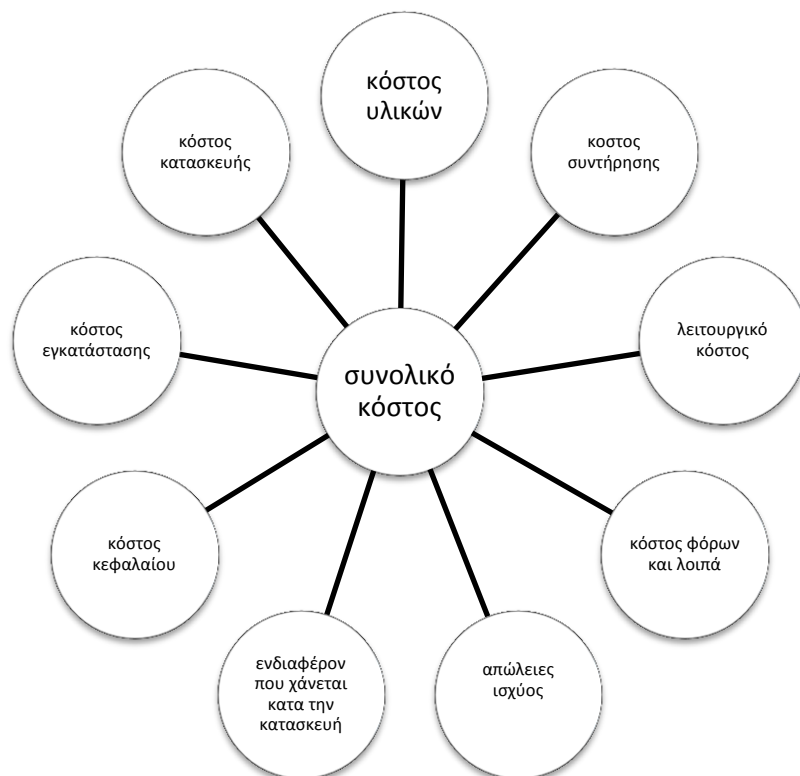 κόστος
υλικών
κόστος
κατασκευής
κοστος
συντήρησης
κόστος
εγκατάστασης
λειτουργικό
κόστος
συνολικό
κόστος
κόστος
κεφαλαίου
κόστος φόρων
και λοιπά
ενδιαφέρον
που χάνεται
κατα την
κατασκευή
απώλειες
ισχύος